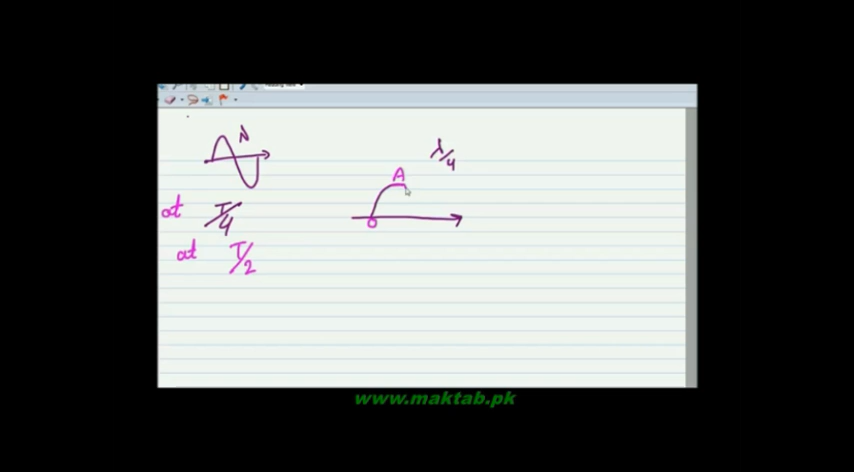 λ
λ/4
A
at T/4
o
at T/2
www.maktab.pk